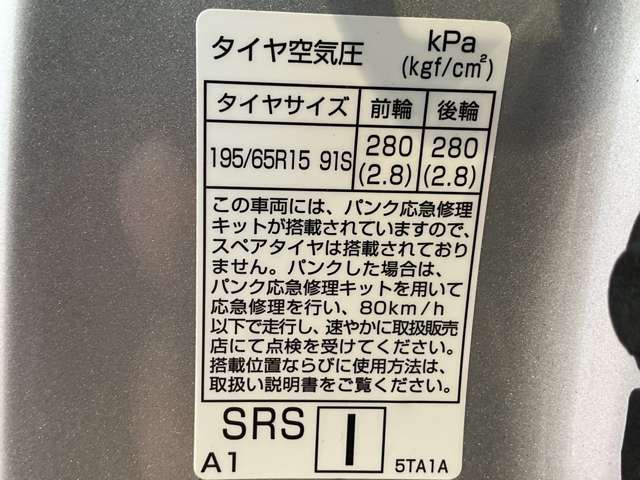 タイヤ空気圧 kPa
(kgf/cm²)
タイヤサイズ 前輪 後輪
195/65R15 91S 280 280
(2.8) (2.8)
この車両には、パンク応急修理
キットが搭載されていますので、
スペアタイヤは搭載されており
ません。パンクした場合は、
パンク応急修理キットを用いて
応急修理を行い、80km/h
以下で走行し、速やかに取扱販売
店にて点検を受けてください。
搭載位置ならびに使用方法は、
取扱い説明書をご覧ください。
SRS I
A1 5TA1A